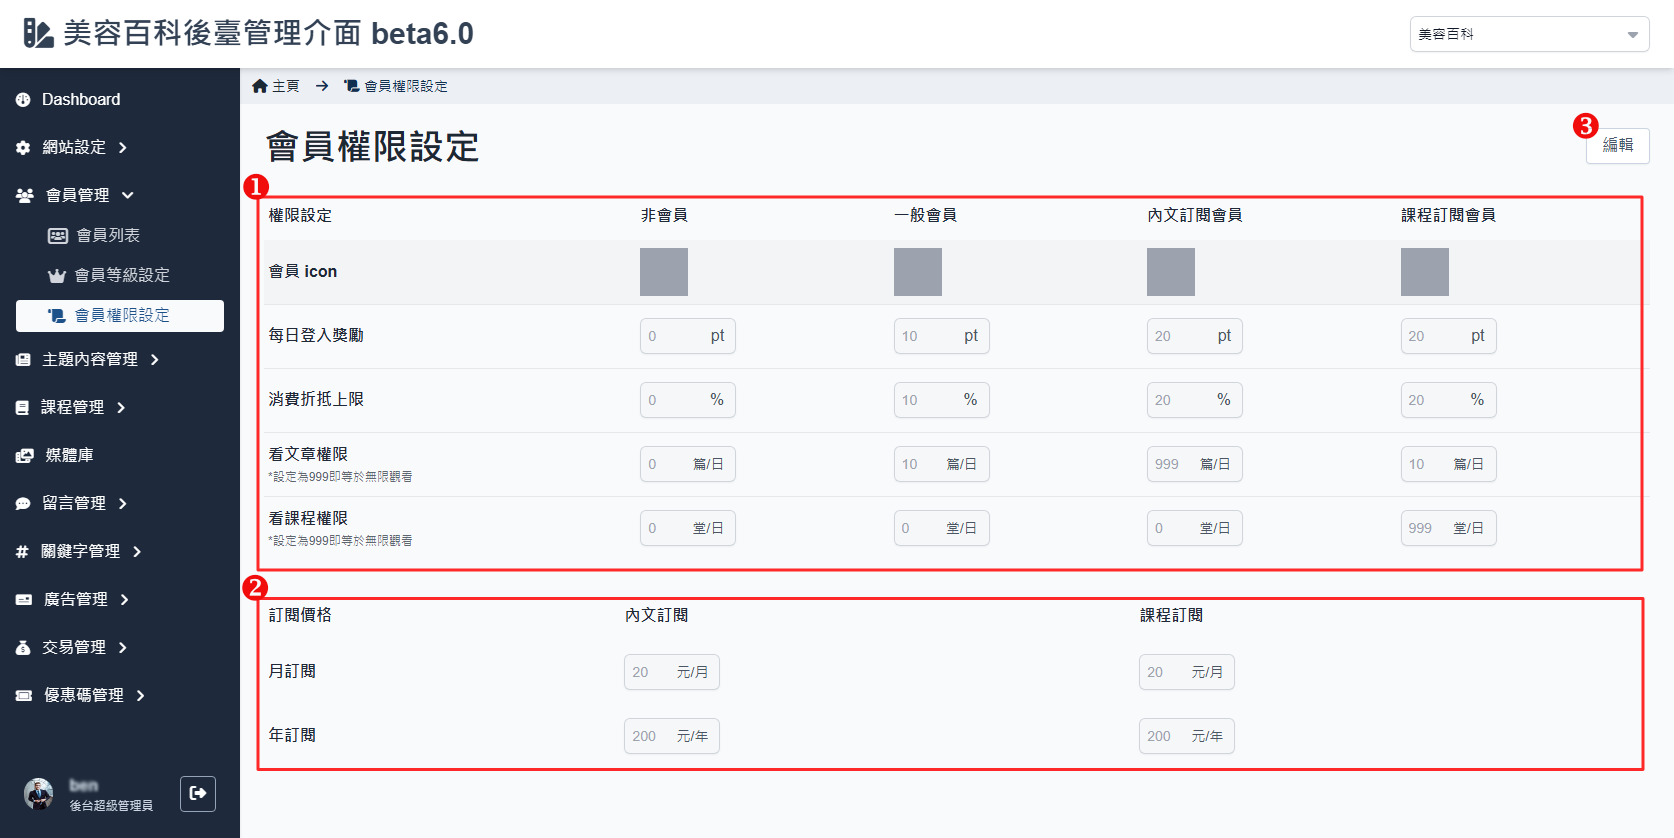 美容百科後臺管理介面 beta6.0
美容百科
Dashboard
網站設定
會員管理
會員列表
會員等級設定
會員權限設定
主題內容管理
課程管理
媒體庫
留言管理
關鍵字管理
廣告管理
交易管理
優惠碼管理
ben
後台超級管理員
主頁 → 會員權限設定
會員權限設定
3
編輯
1
權限設定 非會員 一般會員 內文訂閱會員 課程訂閱會員
會員 icon
每日登入獎勵 0 pt 10 pt 20 pt 20 pt
消費折抵上限 0 % 10 % 20 % 20 %
看文章權限 0 篇/日 10 篇/日 999 篇/日 10 篇/日
*設定為999即等於無限觀看
看課程權限 0 堂/日 0 堂/日 0 堂/日 999 堂/日
*設定為999即等於無限觀看
2
訂閱價格 內文訂閱 課程訂閱
月訂閱 20 元/月 20 元/月
年訂閱 200 元/年 200 元/年